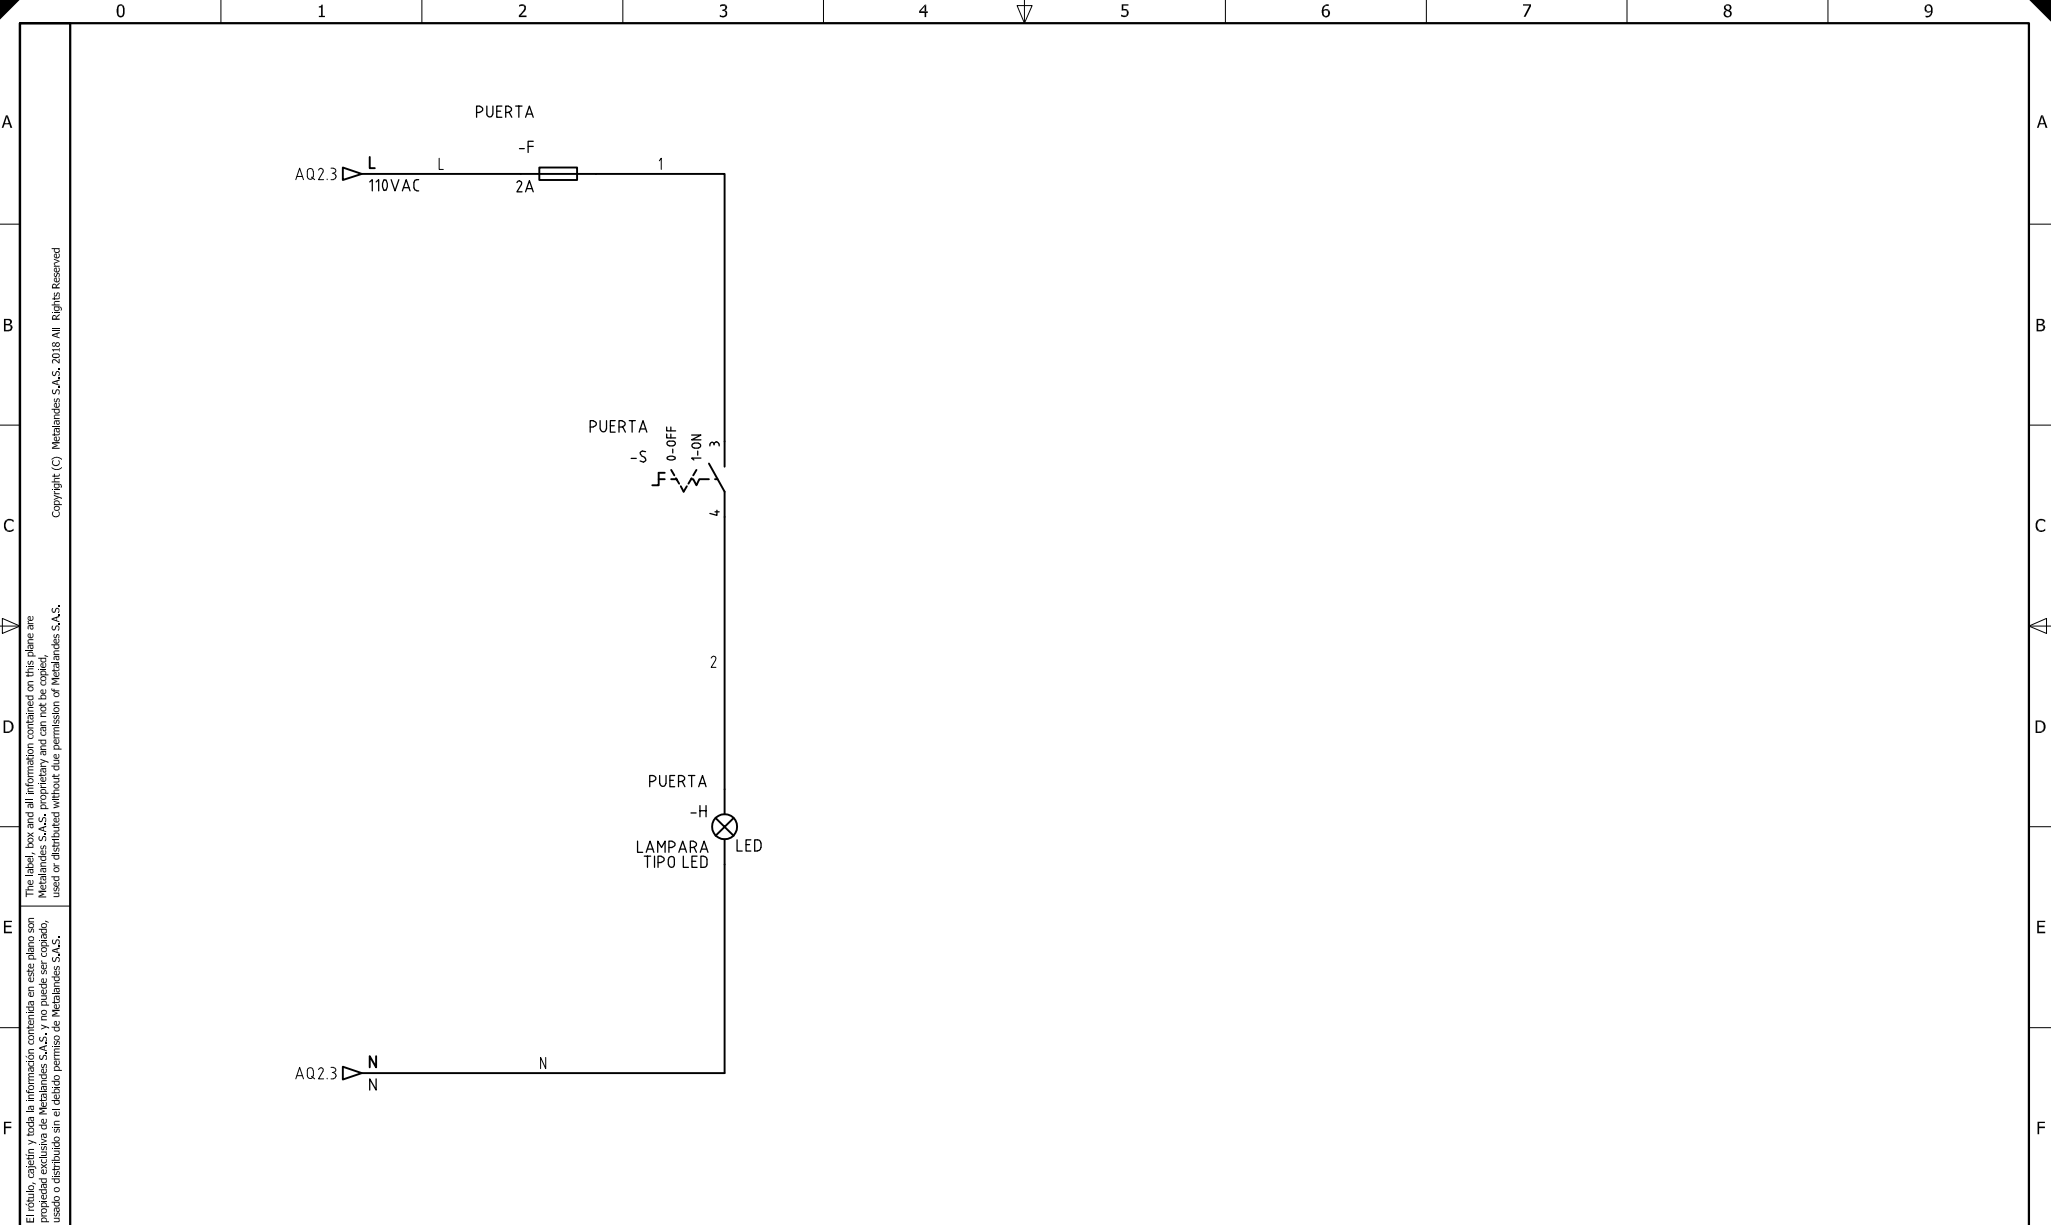 0 1 2 3 4 5 6 7 8 9
A A
PUERTA
-F
AQ2.3 L L 1
110VAC 2A
B B
PUERTA
-S
0-OFF
1-ON
3
4
C C
2
D D
PUERTA
-H
LAMPARA
TIPO LED
LED
E E
AQ2.3 N N
N
F F
Copyright (C) Metalandes S.A.S. 2018 All Rights Reserved
The label, box and all information contained on this plane are
Metalandes S.A.S. proprietary and can not be copied,
used or distributed without due permission of Metalandes S.A.S.
El rótulo, cajetín y toda la información contenida en este plano son
propiedad exclusiva de Metalandes S.A.S. y no puede ser copiado,
usado o distribuido sin el debido permiso de Metalandes S.A.S.